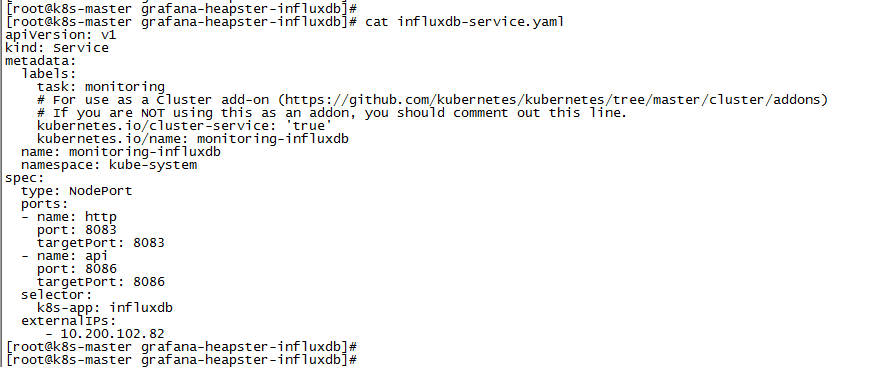 [root@k8s-master grafana-heapster-influxdb]#
[root@k8s-master grafana-heapster-influxdb]# cat influxdb-service.yaml
apiVersion: v1
kind: Service
metadata:
  labels:
    task: monitoring
    # For use as a Cluster add-on (https://github.com/kubernetes/kubernetes/tree/master/cluster/addons)
    # If you are NOT using this as an addon, you should comment out this line.
    kubernetes.io/cluster-service: 'true'
    kubernetes.io/name: monitoring-influxdb
  name: monitoring-influxdb
  namespace: kube-system
spec:
  type: NodePort
  ports:
  - name: http
    port: 8083
    targetPort: 8083
  - name: api
    port: 8086
    targetPort: 8086
  selector:
    k8s-app: influxdb
  externalIPs:
     - 10.200.102.82
[root@k8s-master grafana-heapster-influxdb]#
[root@k8s-master grafana-heapster-influxdb]#